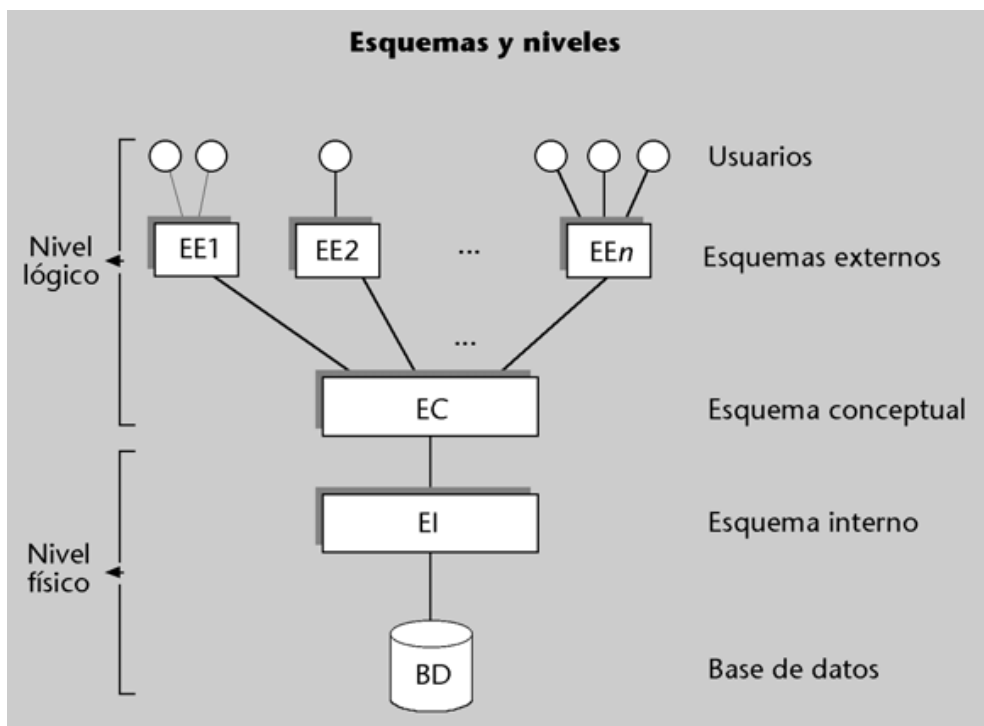 Esquemas y niveles
Usuarios
Nivel
lógico
EE1
EE2
...
EEn
Esquemas externos
...
EC
Esquema conceptual
EI
Esquema interno
Nivel
físico
BD
Base de datos